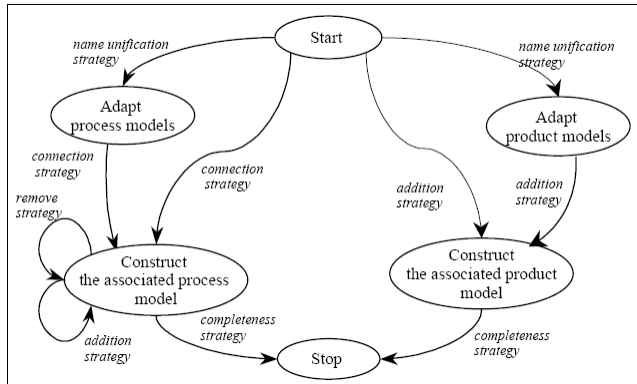 Start
name unification
strategy
name unification
strategy
Adapt
process models
Adapt
product models
connection
strategy
connection
strategy
addition
strategy
addition
strategy
remove
strategy
Construct
the associated process
model
Construct
the associated product
model
addition
strategy
completeness
strategy
completeness
strategy
Stop